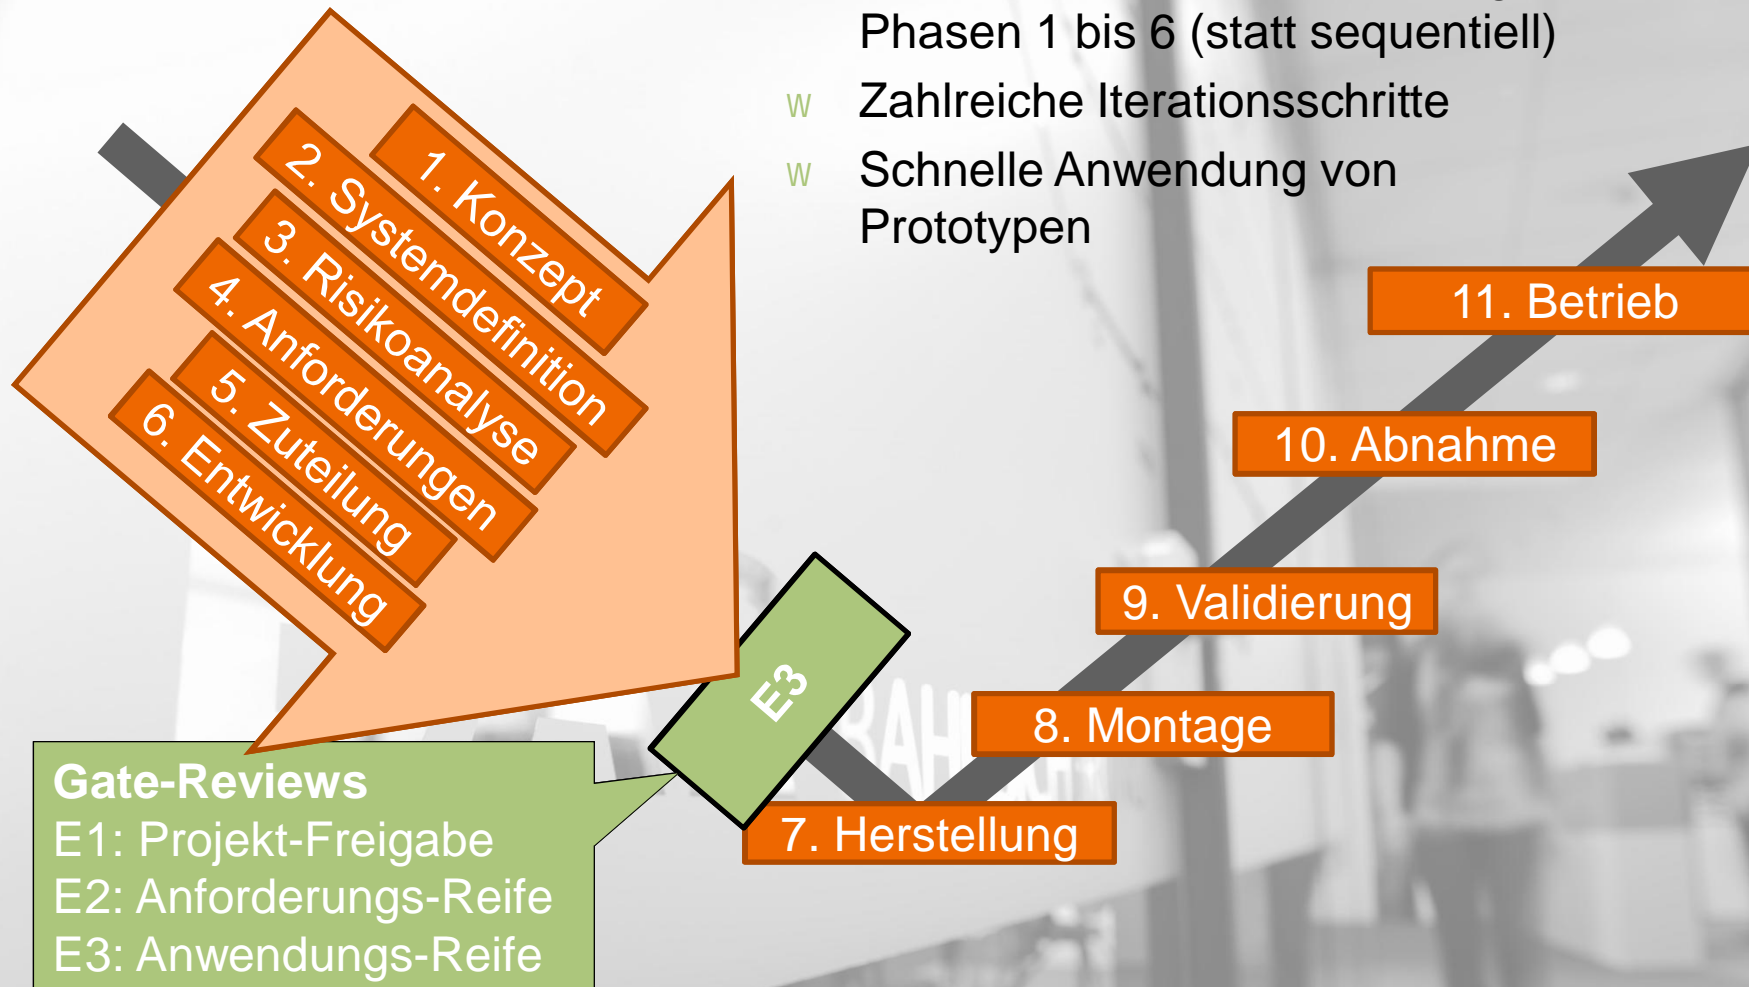 Phasen 1 bis 6 (statt sequentiell)
w Zahlreiche Iterationsschritte
w Schnelle Anwendung von
Prototypen
1. Konzept
2. Systemdefinition
3. Risikoanalyse
4. Anforderungen
5. Zuteilung
6. Entwicklung
11. Betrieb
10. Abnahme
9. Validierung
8. Montage
E3
7. Herstellung
Gate-Reviews
E1: Projekt-Freigabe
E2: Anforderungs-Reife
E3: Anwendungs-Reife